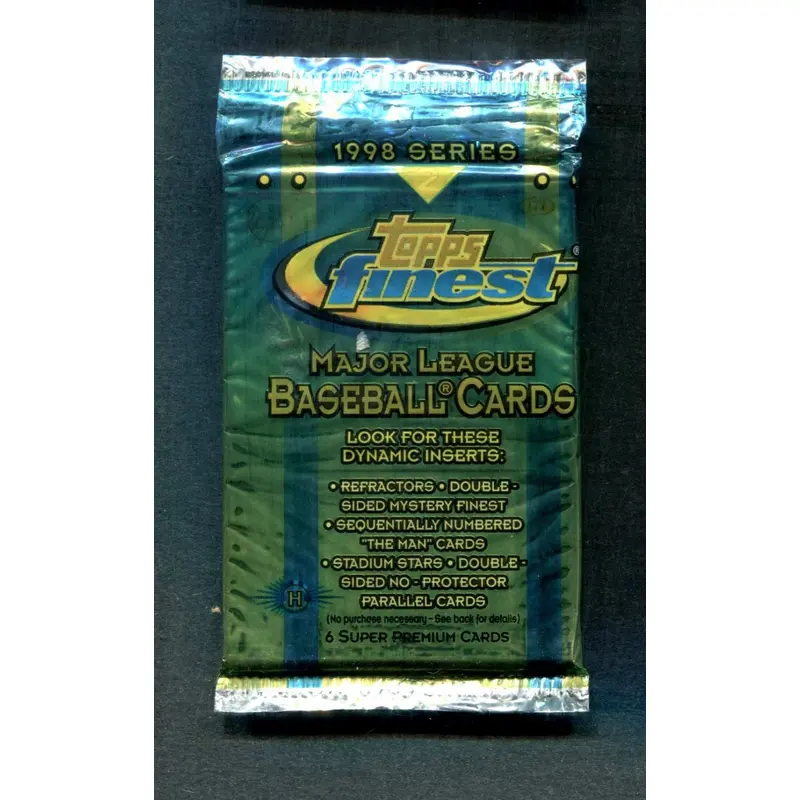 1998 SERIES
2
TOPPS
finest®
MAJOR LEAGUE
BASEBALL® CARDS
LOOK FOR THESE
DYNAMIC INSERTS:
• REFRACTORS • DOUBLE -
SIDED MYSTERY FINEST
• SEQUENTIALLY NUMBERED
"THE MAN" CARDS
• STADIUM STARS • DOUBLE -
SIDED NO - PROTECTOR
PARALLEL CARDS
H
(No purchase necessary - See back for details)
6 SUPER PREMIUM CARDS